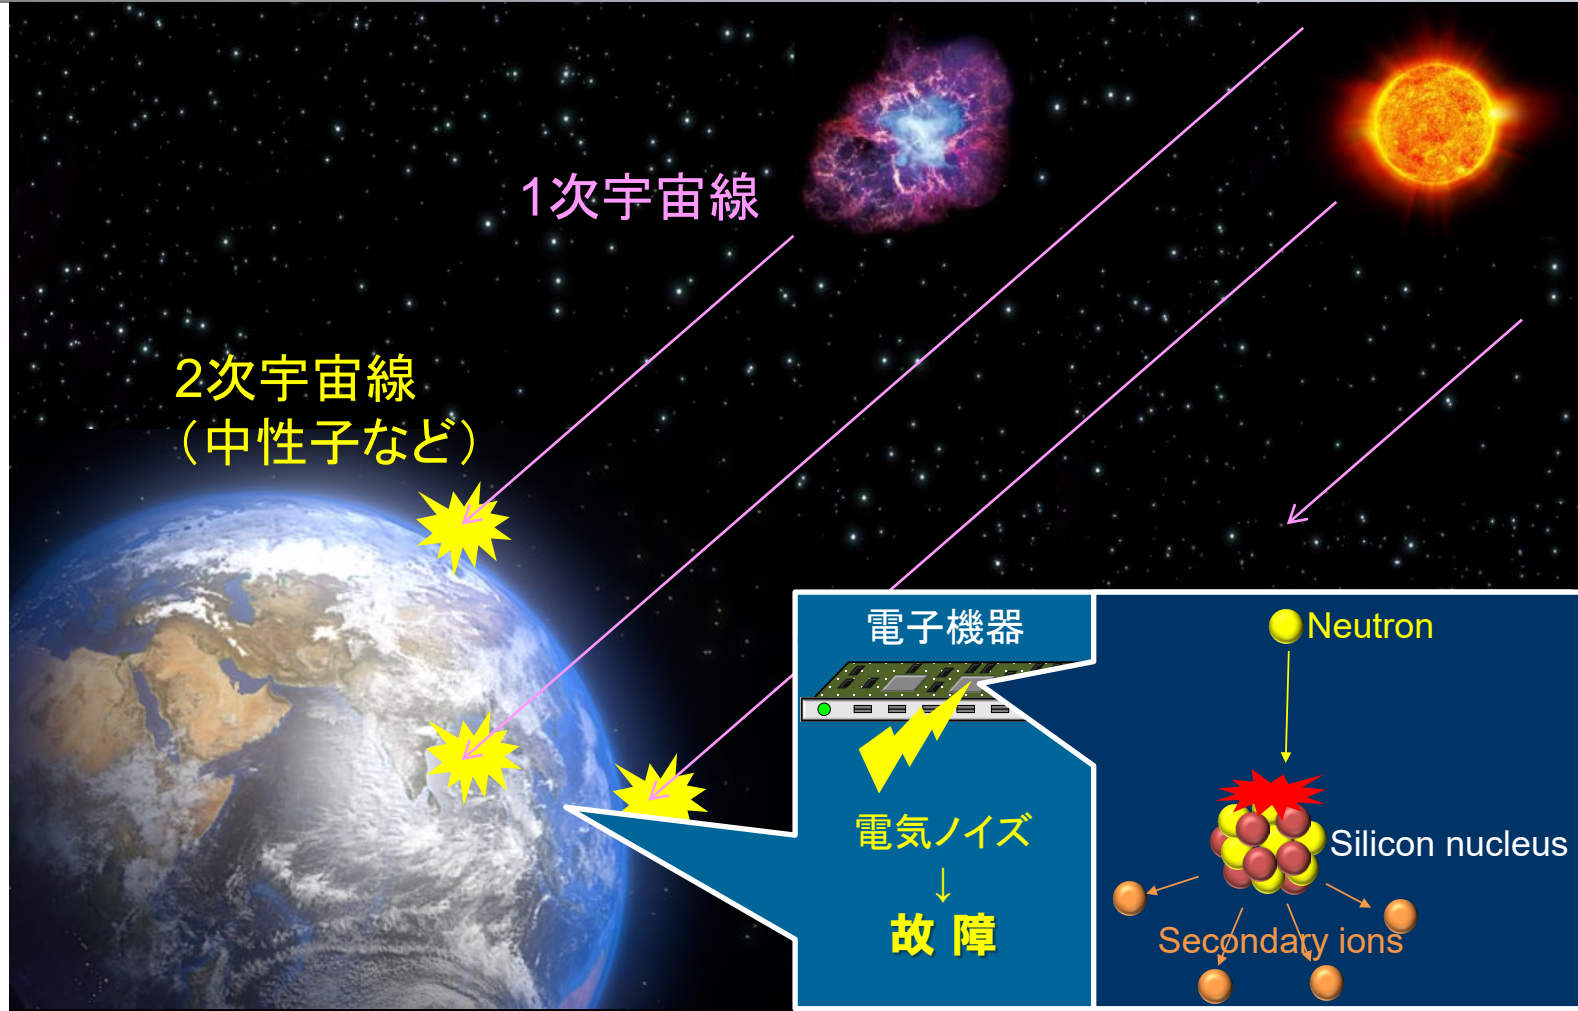 1次宇宙線
2次宇宙線
（中性子など）
電子機器
電気ノイズ
↓
故 障
Neutron
Silicon nucleus
Secondary ions